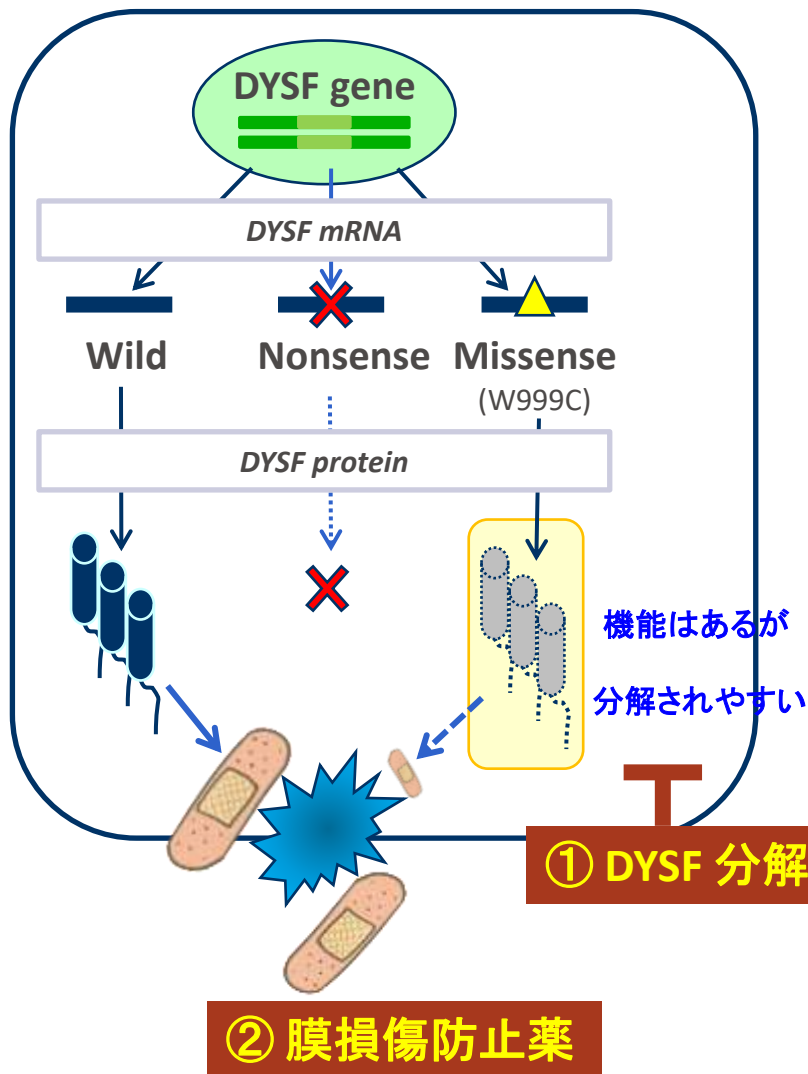 DYSF gene
DYSF mRNA
Wild
Nonsense
Missense
(W999C)
DYSF protein
機能はあるが
分解されやすい
① DYSF 分解
② 膜損傷防止薬